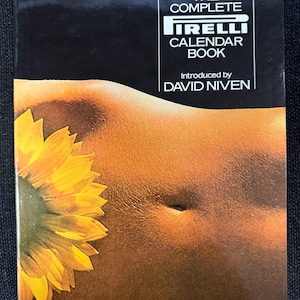 COMPLETE
PIRELLI
CALENDAR
BOOK
Introduced by
DAVID NIVEN